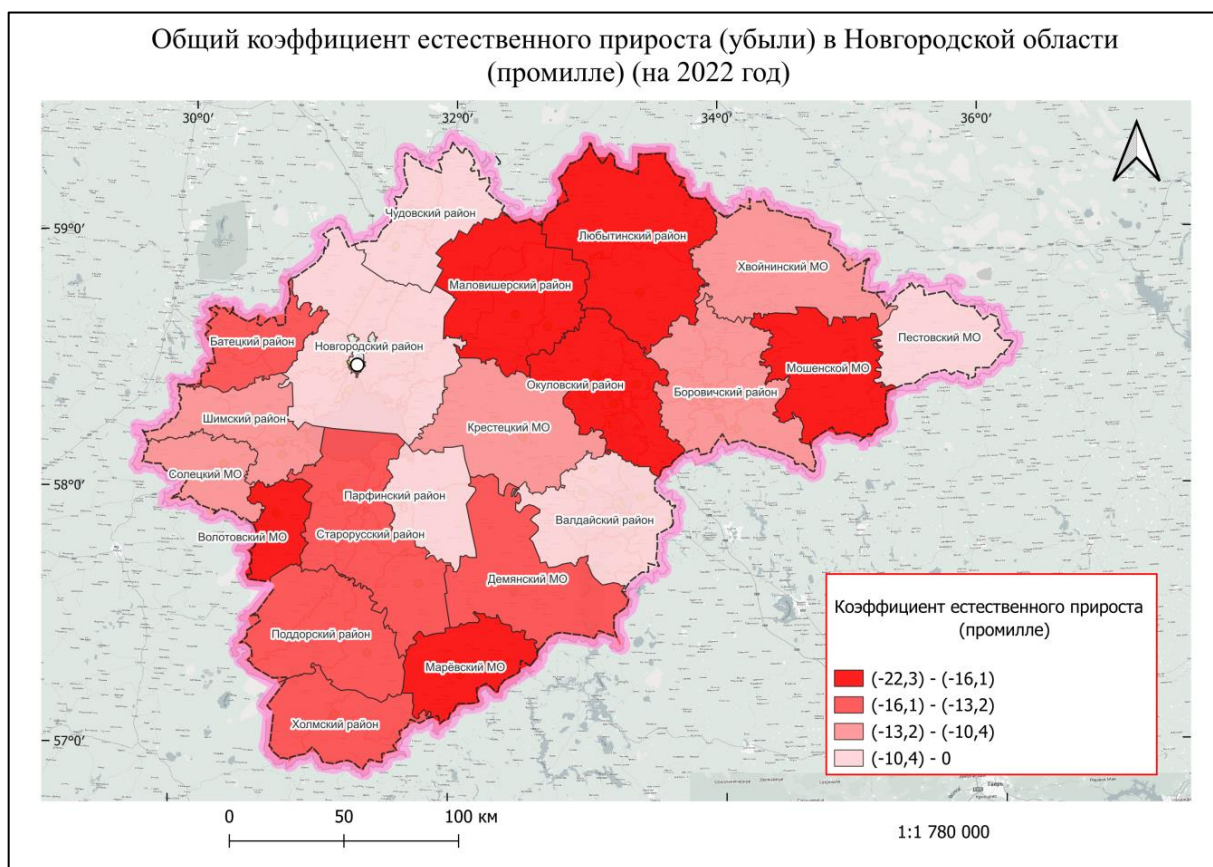 Общий коэффициент естественного прироста (убыли) в Новгородской области
(промилле) (на 2022 год)
30°0'
32°0'
34°0'
36°0'
59°0'
58°0'
57°0'
Чудовский район
Любытинский район
Хвойнинский МО
Маловишерский район
Батецкий район
Новгородский район
Пестовский МО
Мошенской МО
Окуловский район
Боровичский район
Шимский район
Крестецкий МО
Солецкий МО
Парфинский район
Валдайский район
Волотовский МО
Старорусский район
Демянский МО
Поддорский район
Марёвский МО
Холмский район
Коэффициент естественного прироста
(промилле)
(-22,3) - (-16,1)
(-16,1) - (-13,2)
(-13,2) - (-10,4)
(-10,4) - 0
Тверь
0 50 100 км
1:1 780 000